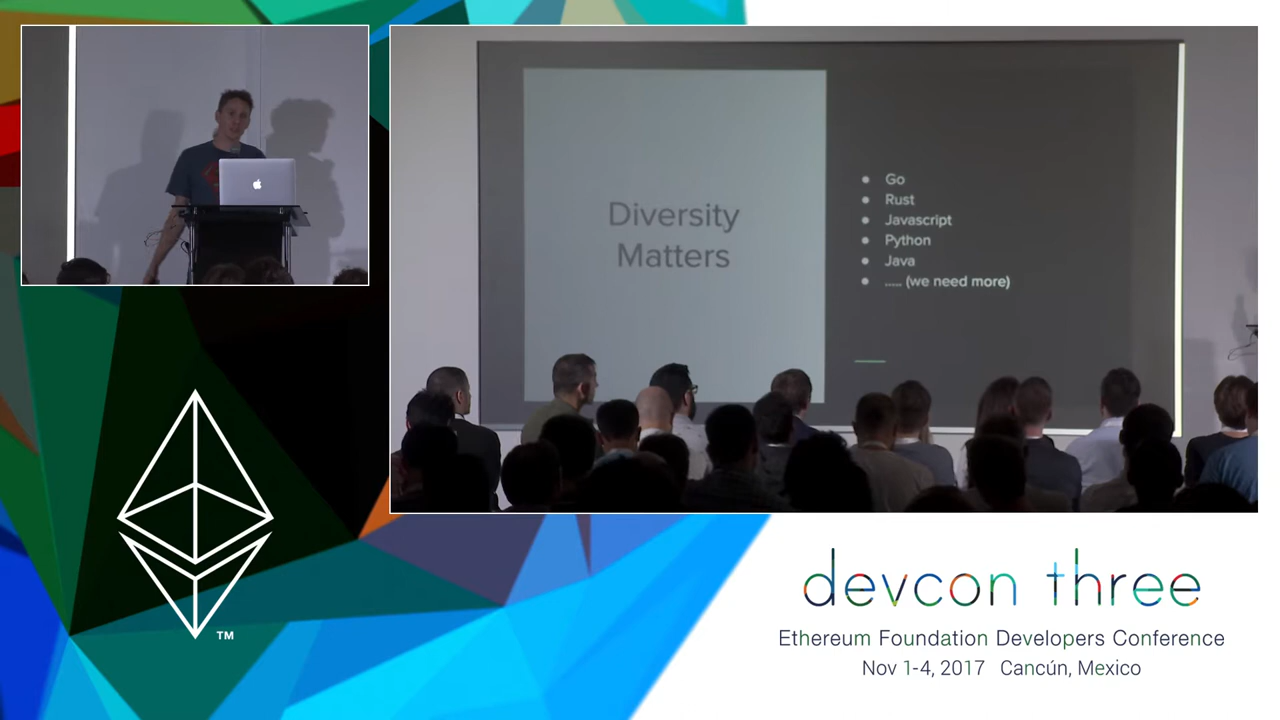 Diversity
Matters
Go
Rust
Javascript
Python
Java
..... (we need more)
TM
devcon three
Ethereum Foundation Developers Conference
Nov 1-4, 2017 Cancún, Mexico